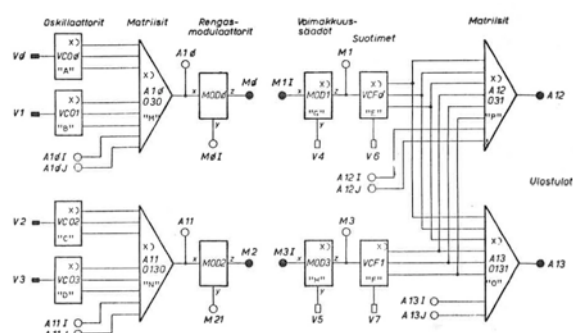 Oskillaattorit Matriisit Rengas- Voimakkuus- Matriisit
modulaattorit säädöt Suotimet
VØ X) VCOØ "A"
V1 X) VCO1 "B"
X) A1Ø 030 "M"
A1Ø
A1ØI
A1ØJ
x MODØ z MØ
y
MØI
M1I x MOD1 z
y
V4
M1
X) VCFØ "E"
V6
X) A12 031 "P"
A12
A12I
A12J
Ulostulot
V2 X) VCO2 "C"
V3 X) VCO3 "D"
X) A11 0130 "N"
A11
A11I
A11J
x MOD2 z M2
y
M21
M3I x MOD3 z
"H"
y
V5
M3
X) VCF1 "F"
V7
X) A13 0131
A13
A13I
A13J